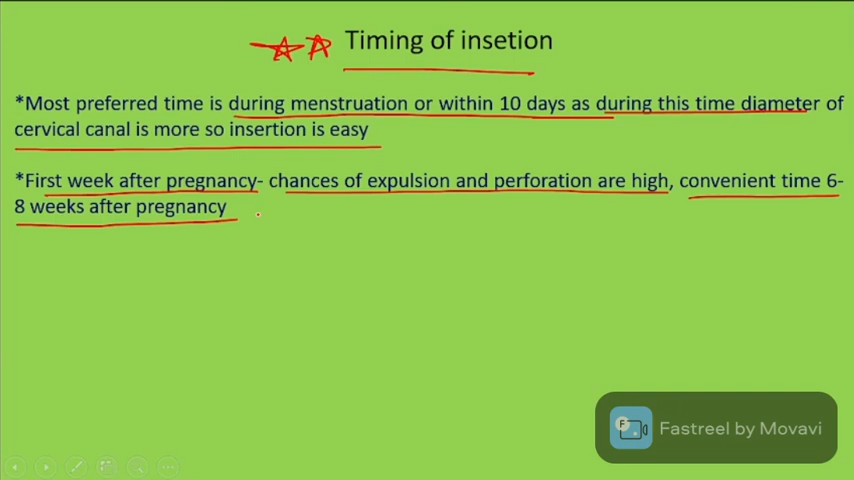 Timing of insetion
*Most preferred time is during menstruation or within 10 days as during this time diameter of
cervical canal is more so insertion is easy
*First week after pregnancy- chances of expulsion and perforation are high, convenient time 6-
8 weeks after pregnancy
Fastreel by Movavi